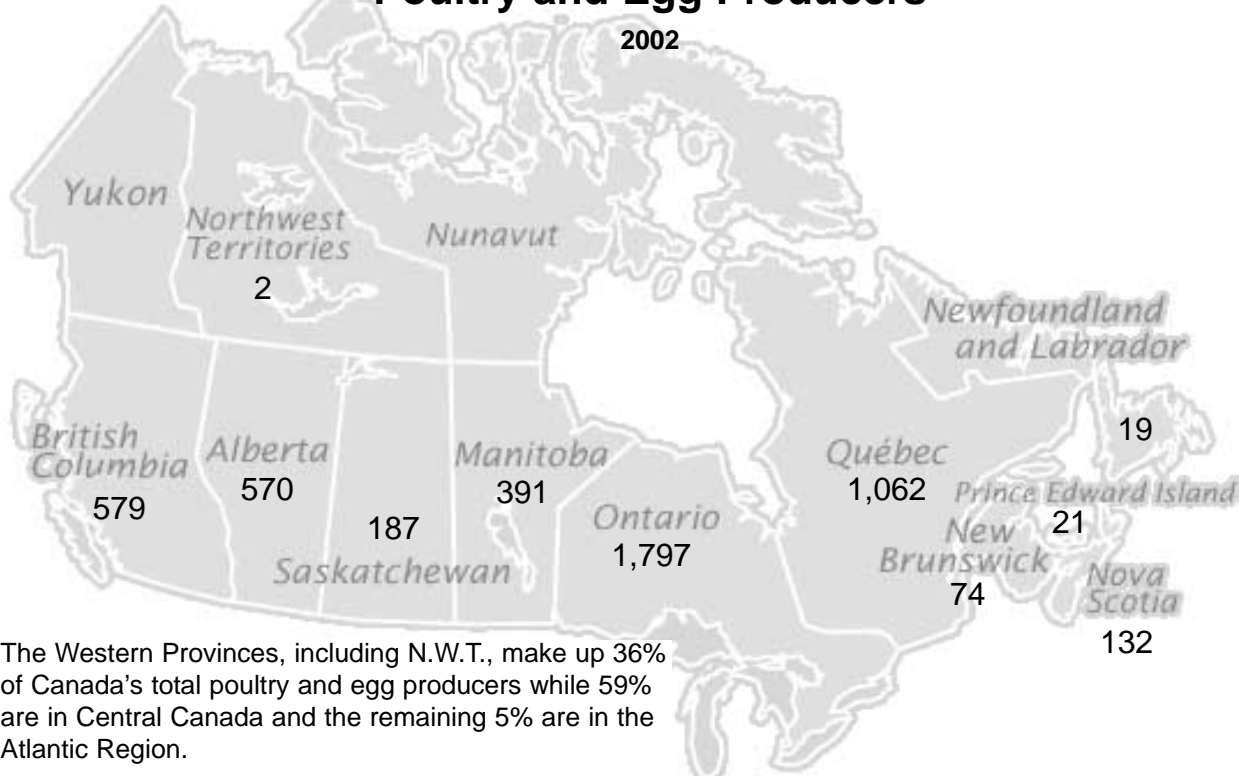 Poultry and Egg Producers
2002
Yukon
Northwest
Territories
2
Nunavut
Newfoundland
and Labrador
19
British
Columbia
579
Alberta
570
187
Saskatchewan
Manitoba
391
Ontario
1,797
Québec
1,062
Prince Edward Island
21
New
Brunswick
74
Nova
Scotia
132
The Western Provinces, including N.W.T., make up 36%
of Canada's total poultry and egg producers while 59%
are in Central Canada and the remaining 5% are in the
Atlantic Region.